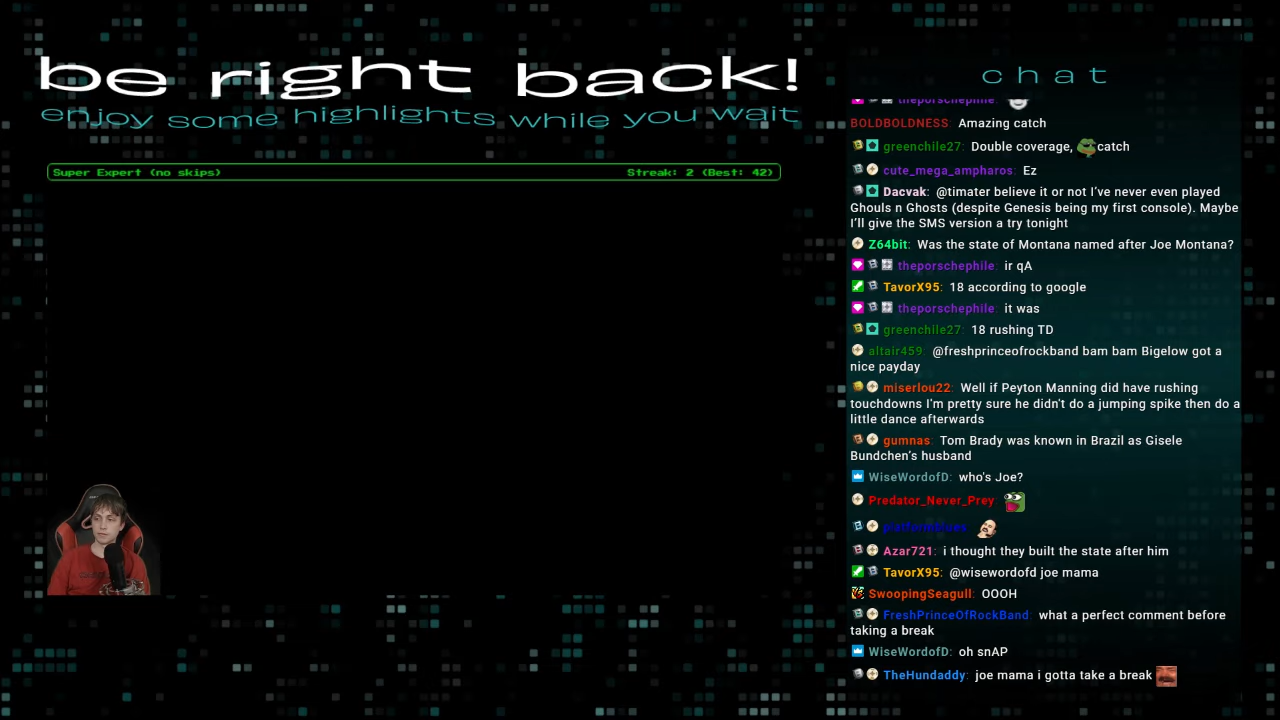 be right back!
enjoy some highlights while you wait
Super Expert (no skips) Streak: 2 (Best: 42)
chat
theporschephile:
BOLDBOLDNESS: Amazing catch
greenchile27: Double coverage, catch
cute_mega_ampharos: Ez
Dacvak: @timater believe it or not I've never even played
Ghouls n Ghosts (despite Genesis being my first console). Maybe
I'll give the SMS version a try tonight
Z64bit: Was the state of Montana named after Joe Montana?
theporschephile: ir qA
TavorX95: 18 according to google
theporschephile: it was
greenchile27: 18 rushing TD
altair459: @freshprinceofrockband bam bam Bigelow got a
nice payday
miserlou22: Well if Peyton Manning did have rushing
touchdowns I'm pretty sure he didn't do a jumping spike then do a
little dance afterwards
gumnas: Tom Brady was known in Brazil as Gisele
Bundchen's husband
WiseWordofD: who's Joe?
Predator_Never_Prey:
Azar721: i thought they built the state after him
TavorX95: @wisewordofd joe mama
SwoopingSeagull: OOOH
FreshPrinceOfRockBand: what a perfect comment before
taking a break
WiseWordofD: oh snAP
TheHundaddy: joe mama i gotta take a break